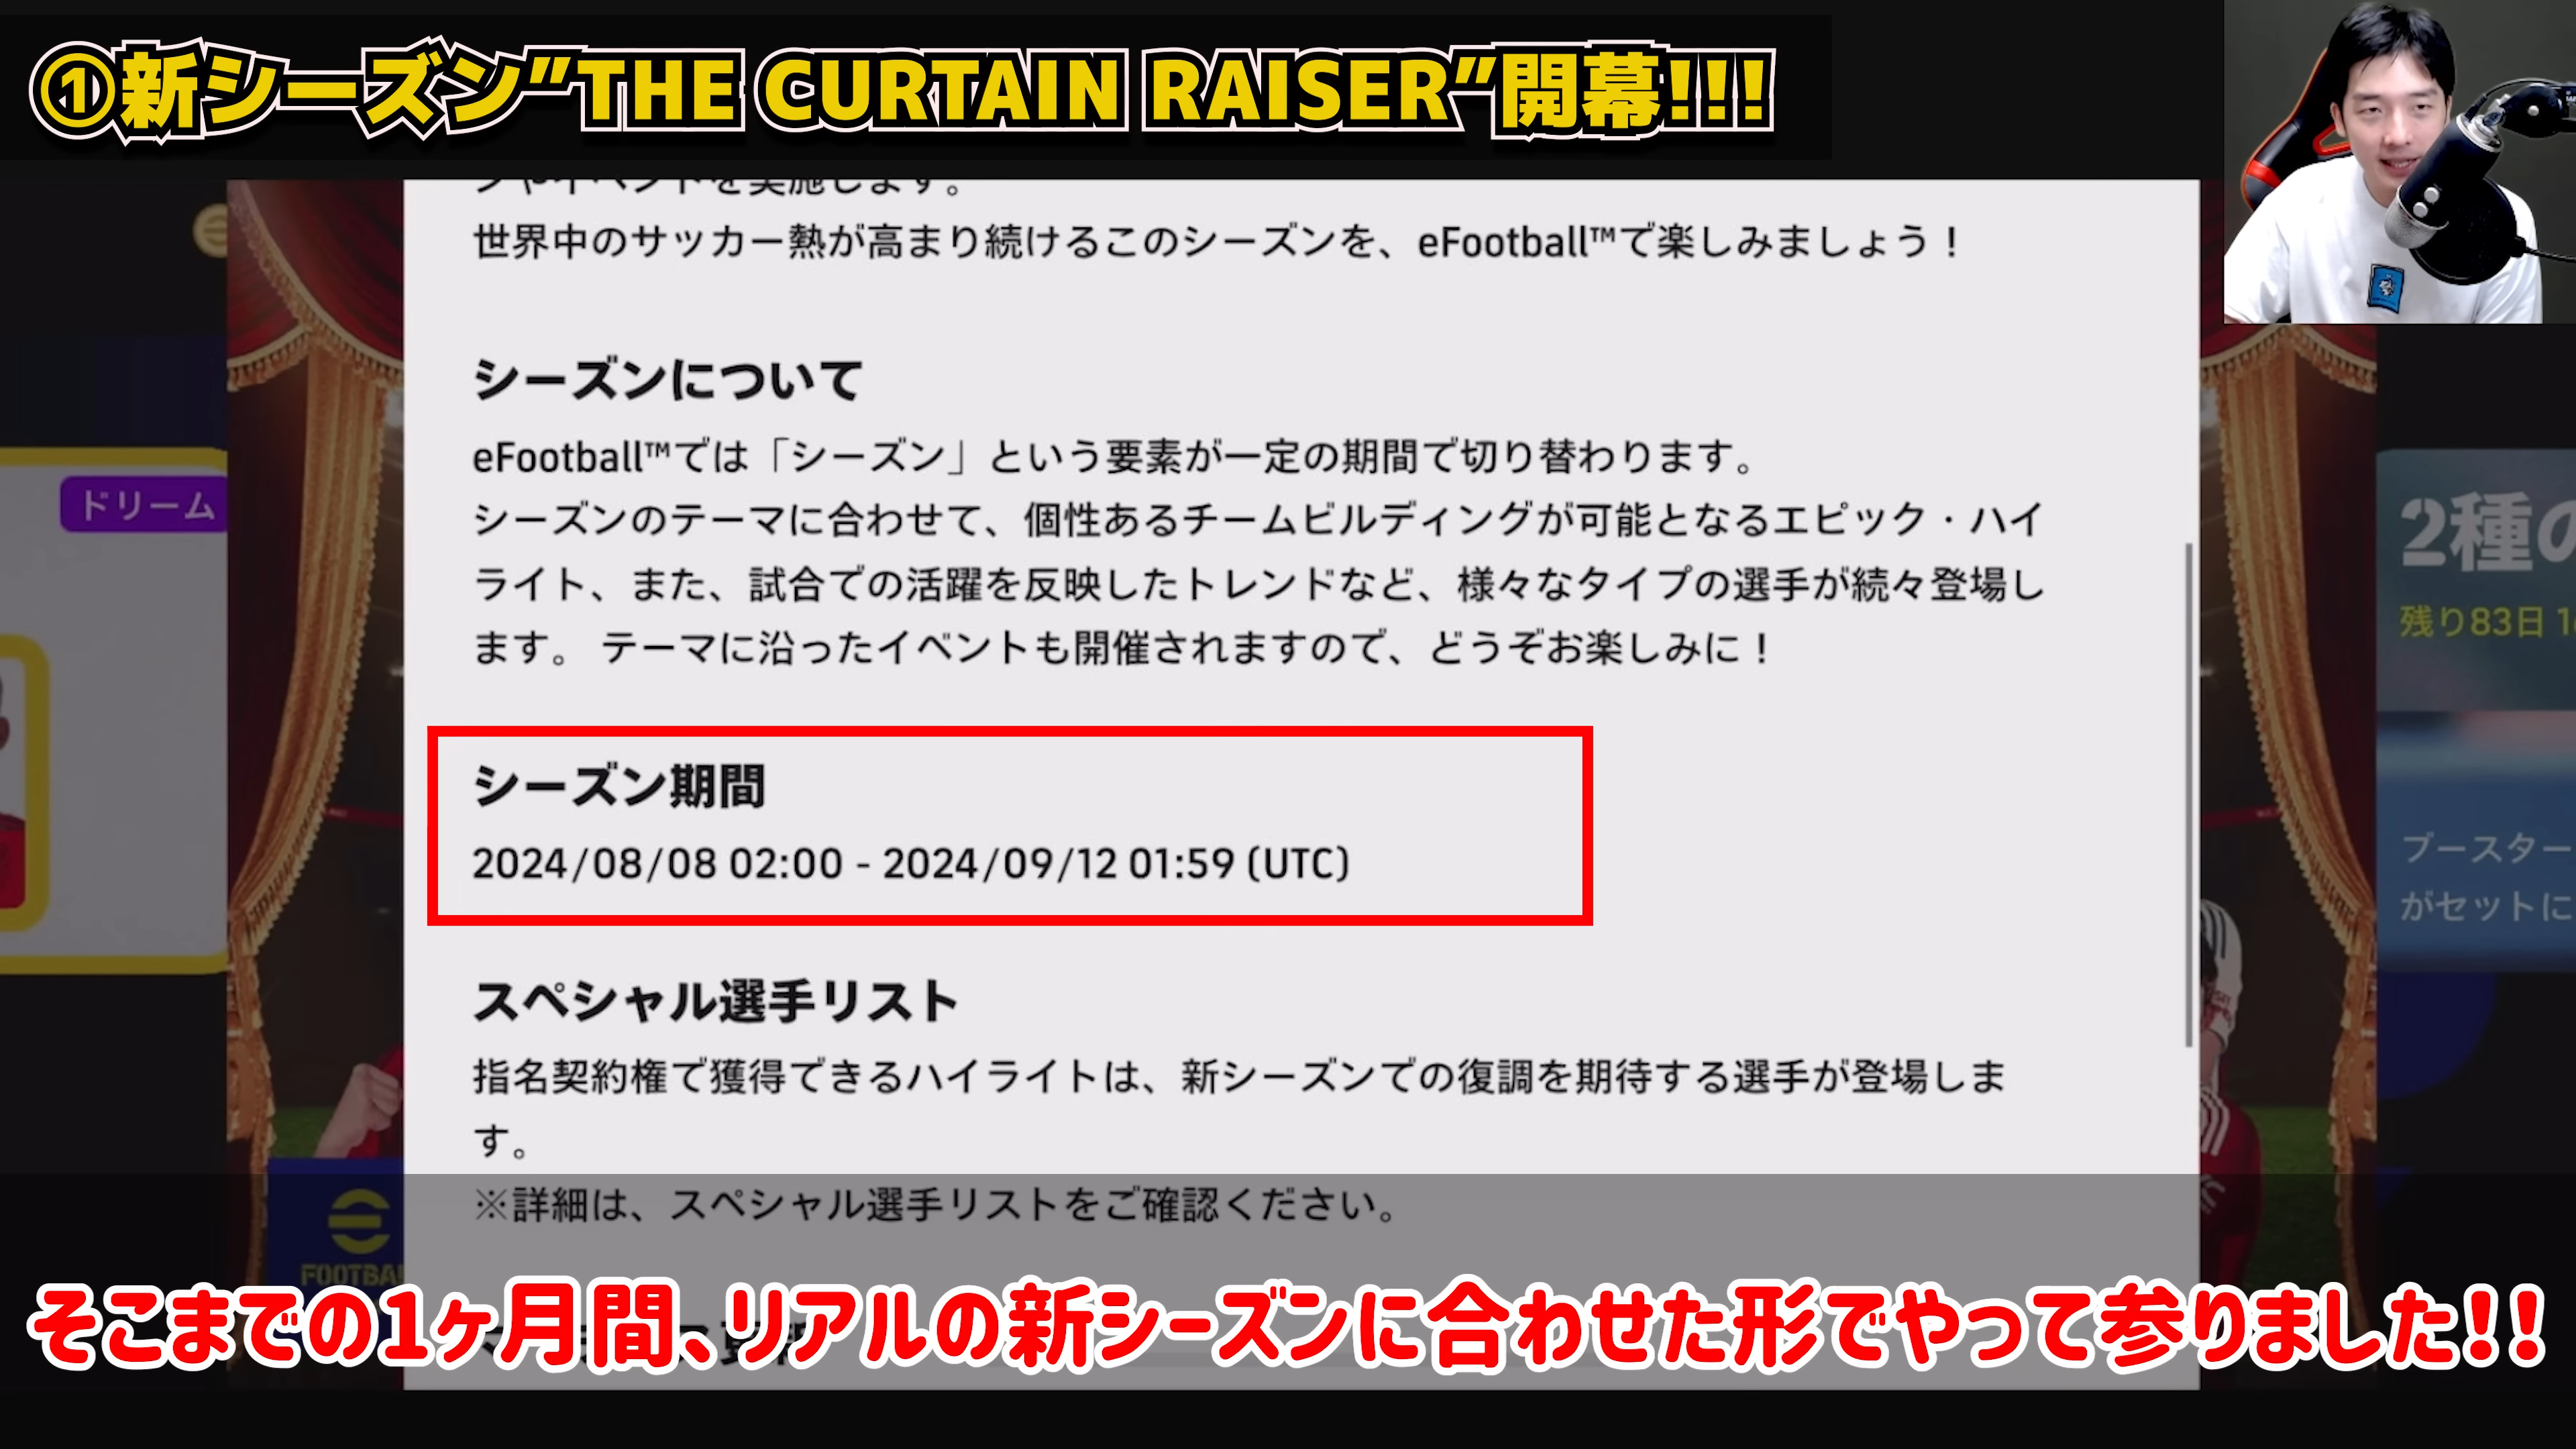 ①新シーズン"THE CURTAIN RAISER"開幕!!!
ンやイベントを実施します。
世界中のサッカー熱が高まり続けるこのシーズンを、eFootball™で楽しみましょう！
シーズンについて
eFootball™では「シーズン」という要素が一定の期間で切り替わります。
シーズンのテーマに合わせて、個性あるチームビルディングが可能となるエピック・ハイ
ライト、また、試合での活躍を反映したトレンドなど、様々なタイプの選手が続々登場し
ます。 テーマに沿ったイベントも開催されますので、どうぞお楽しみに！
ドリーム
2種の
残り83日 1
ブースター
がセットに
シーズン期間
2024/08/08 02:00 - 2024/09/12 01:59 (UTC)
スペシャル選手リスト
指名契約権で獲得できるハイライトは、新シーズンでの復調を期待する選手が登場しま
す。
※詳細は、スペシャル選手リストをご確認ください。
FOOTBA
そこまでの1ヶ月間、リアルの新シーズンに合わせた形でやって参りました!!